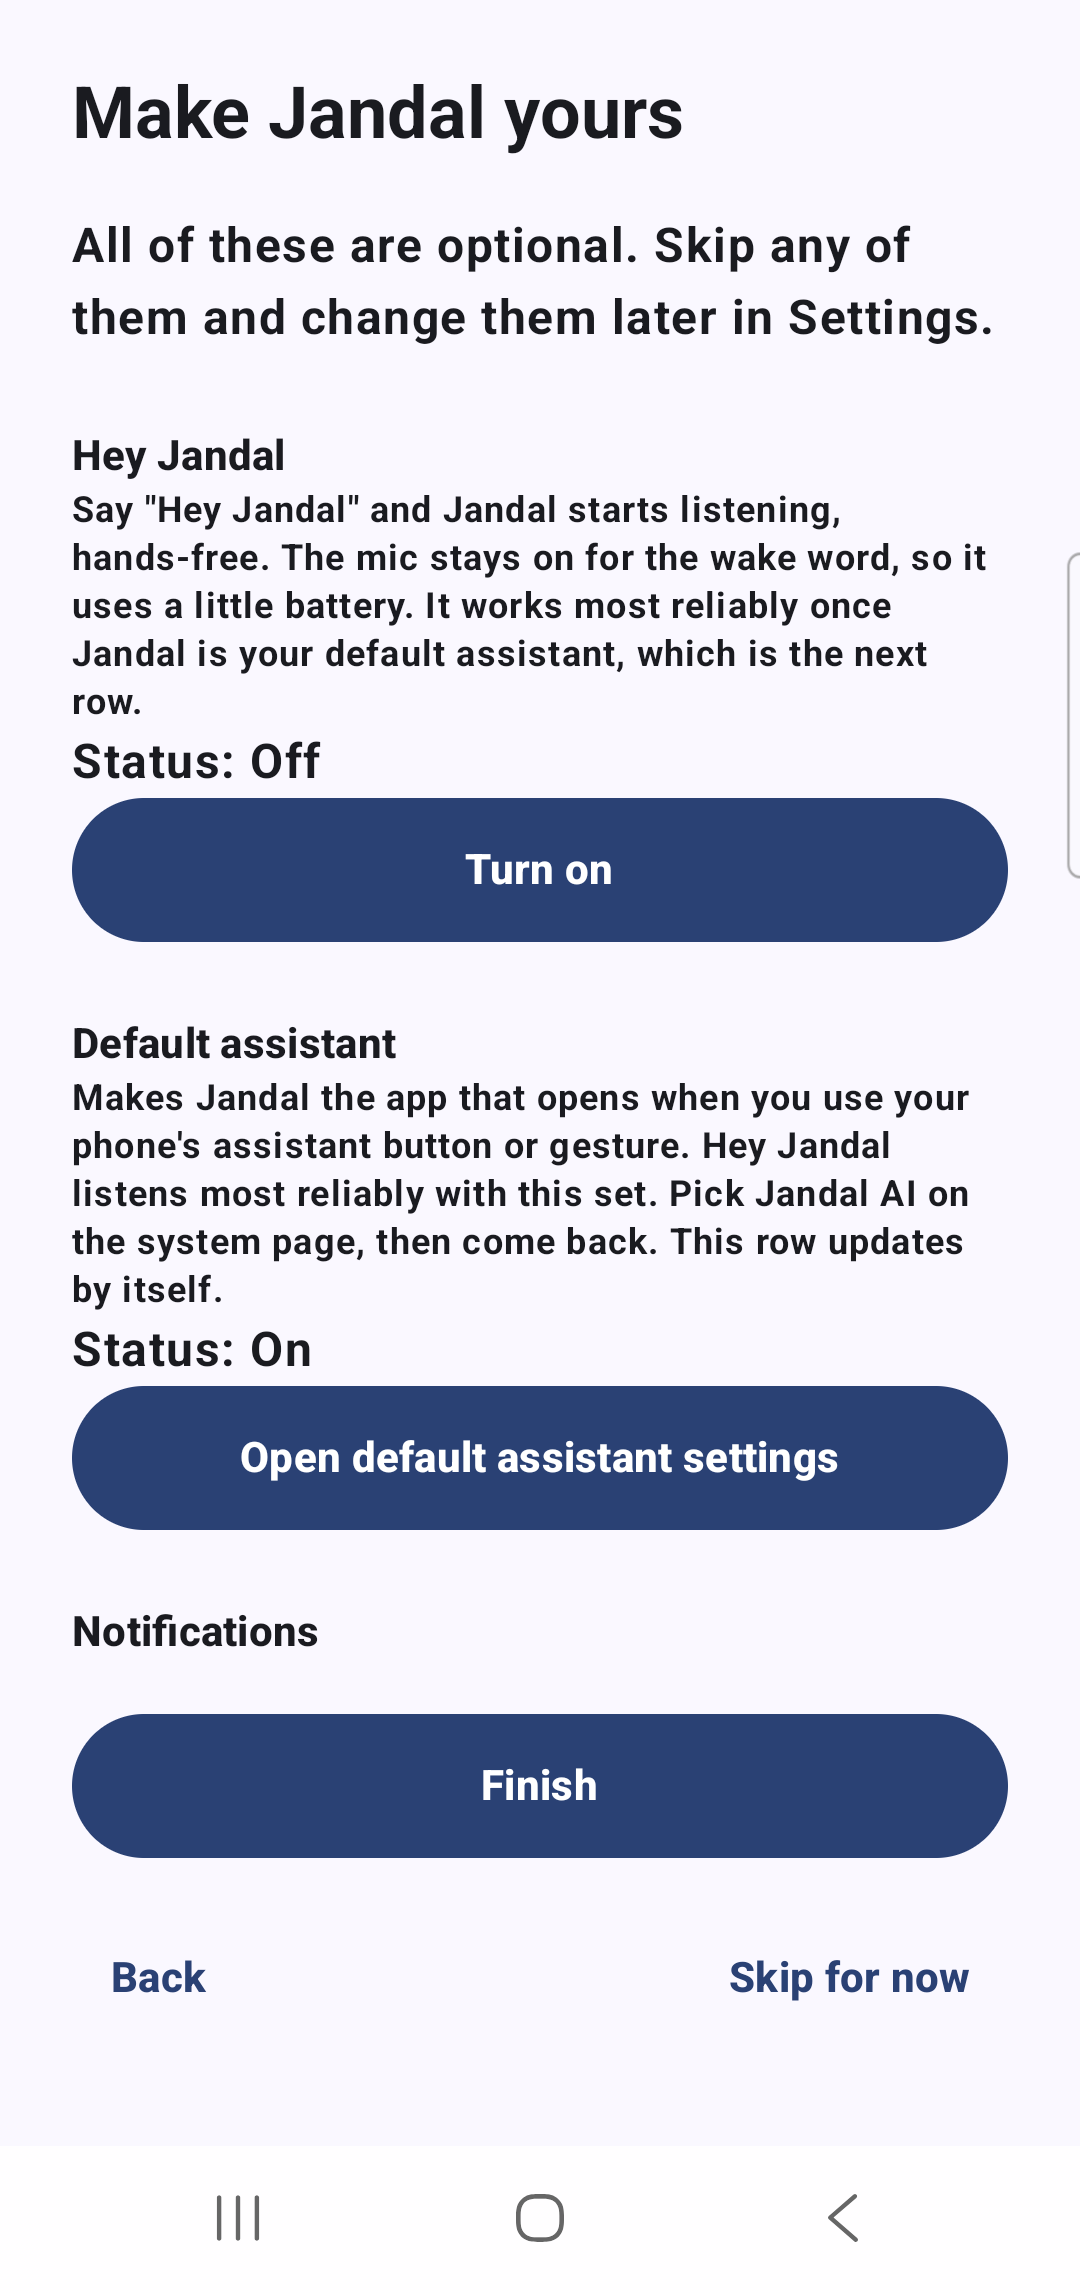 Make Jandal yours
All of these are optional. Skip any of
them and change them later in Settings.
Hey Jandal
Say "Hey Jandal" and Jandal starts listening,
hands-free. The mic stays on for the wake word, so it
uses a little battery. It works most reliably once
Jandal is your default assistant, which is the next
row.
Status: Off
Turn on
Default assistant
Makes Jandal the app that opens when you use your
phone's assistant button or gesture. Hey Jandal
listens most reliably with this set. Pick Jandal AI on
the system page, then come back. This row updates
by itself.
Status: On
Open default assistant settings
Notifications
Finish
Back
Skip for now